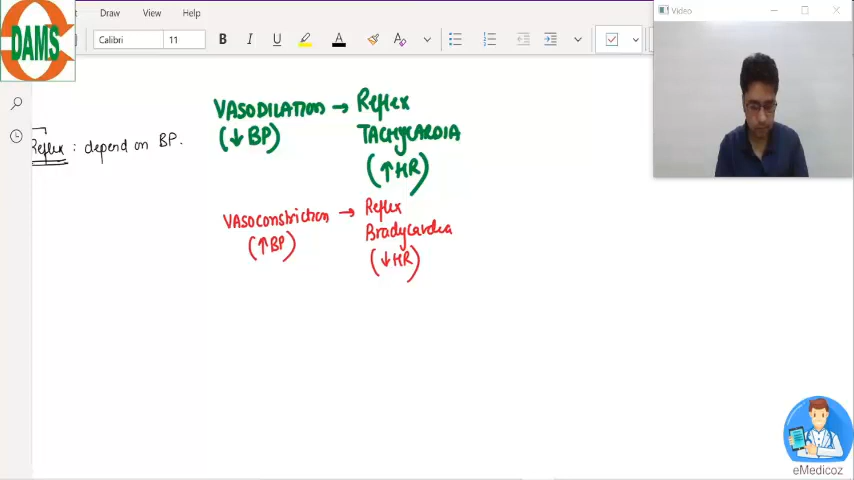 DAMS
Draw View Help
Video
Calibri 11 B I U A A
VASODILATION → Reflex
(↓ BP) TACHYCARDIA
(↑HR)
Reflex : depend on BP.
VASOConstriction → Reflex
(↑BP) Bradycardia
(↓HR)
eMedicoz